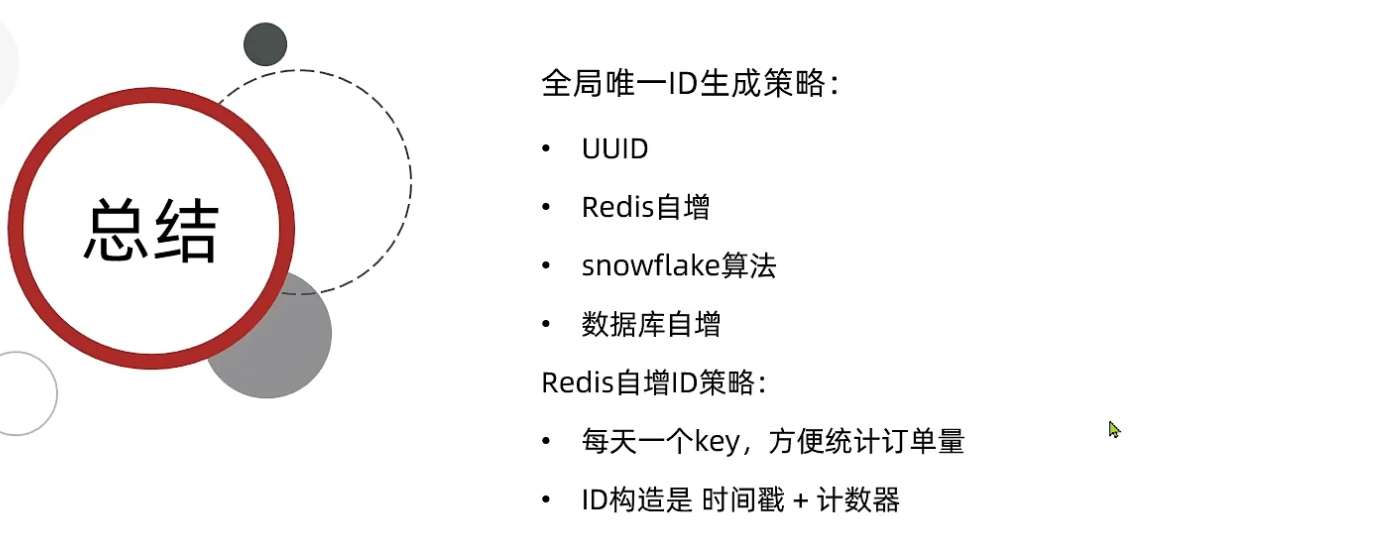 总结
全局唯一ID生成策略：
• UUID
• Redis自增
• snowflake算法
• 数据库自增
Redis自增ID策略：
• 每天一个key，方便统计订单量
• ID构造是 时间戳 + 计数器